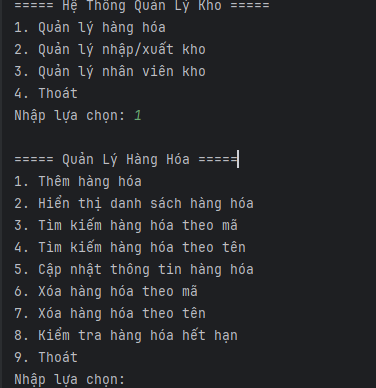 ===== Hệ Thống Quản Lý Kho =====
1. Quản lý hàng hóa
2. Quản lý nhập/xuất kho
3. Quản lý nhân viên kho
4. Thoát
Nhập lựa chọn: 1
===== Quản Lý Hàng Hóa =====
1. Thêm hàng hóa
2. Hiển thị danh sách hàng hóa
3. Tìm kiếm hàng hóa theo mã
4. Tìm kiếm hàng hóa theo tên
5. Cập nhật thông tin hàng hóa
6. Xóa hàng hóa theo mã
7. Xóa hàng hóa theo tên
8. Kiểm tra hàng hóa hết hạn
9. Thoát
Nhập lựa chọn: